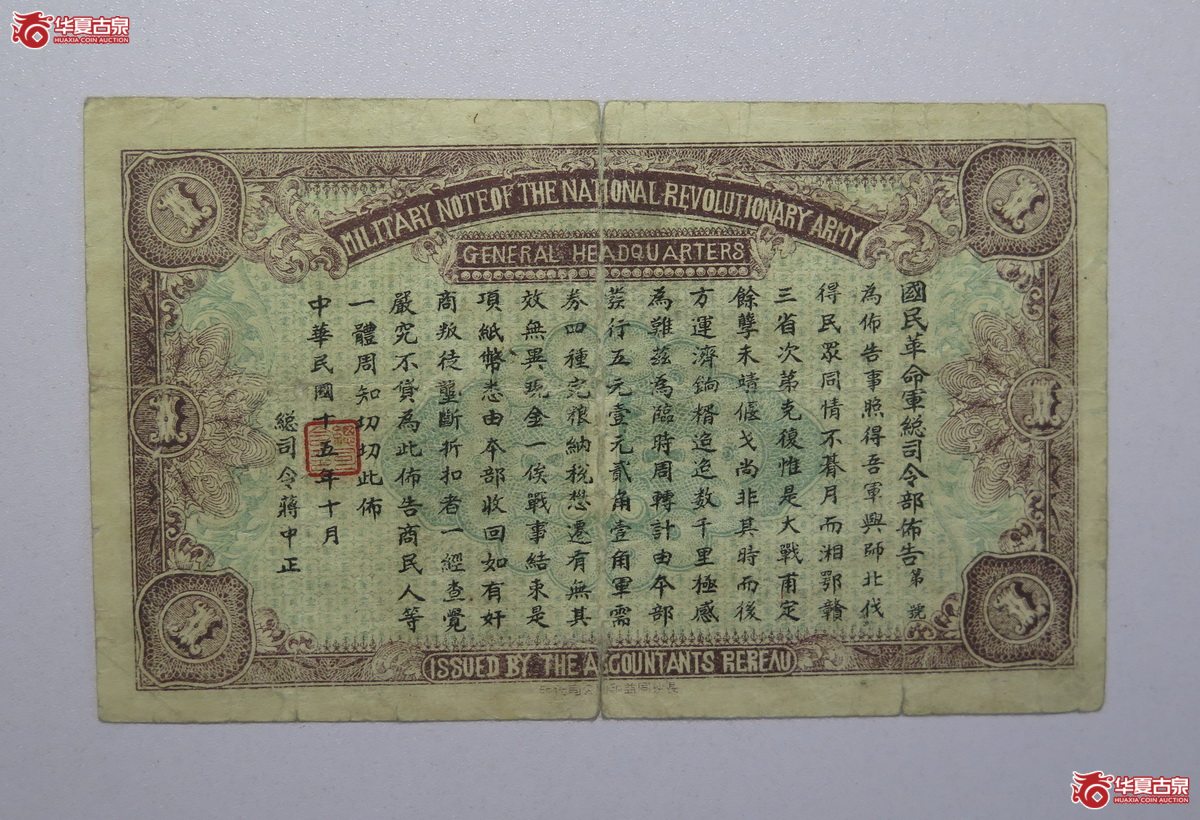 华夏古泉
HUAXIA COIN AUCTION
MILITARY NOTE OF THE NATIONAL REVOLUTIONARY ARMY
GENERAL HEADQUARTERS
國民革命軍総司令部佈告第 號
為佈告事照得吾軍興師北伐
得民眾同情不朞月而湘鄂贛
三省次第克復惟是大戰甫定
餘孽未靖偃戈尚非其時而後
方運濟餉糈迢迢数千里極感
為難茲為臨時周轉計由本部
發行五元壹元貳角壹角軍需
券四種完粮納稅懋遷有無其
效無異現金一俟戰事結束是
項紙幣悉由本部收回如有奸
商叛徒壟斷折扣者一經查覺
嚴究不貸為此佈告商民人等
一體周知切切此佈
中華民國十五年十月
総司令蔣中正
ISSUED BY THE ACCOUNTANTS REREAU
华夏古泉
HUAXIA COIN AUCTION